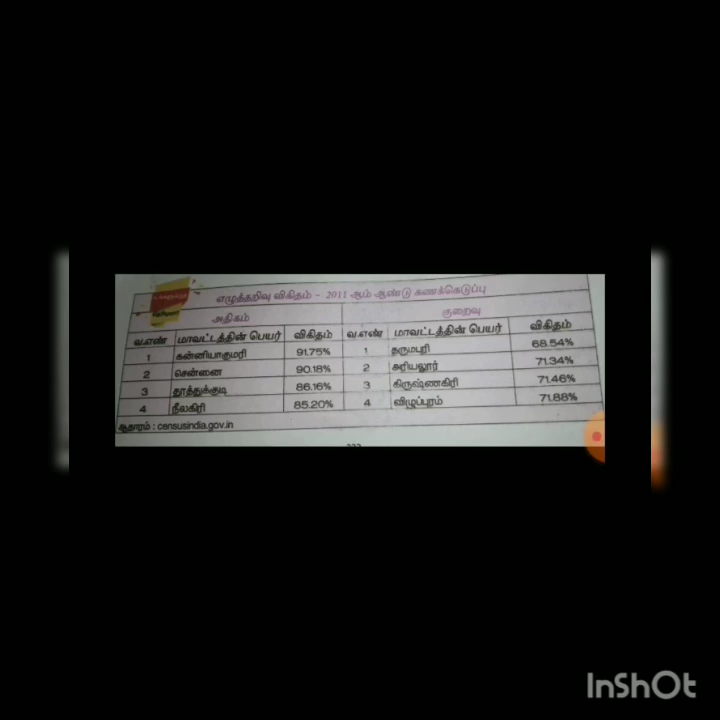 எழுத்தறிவு விகிதம் - 2011 ஆம் ஆண்டு கணக்கெடுப்பு
அதிகம் குறைவு
வ.எண் மாவட்டத்தின் பெயர் விகிதம் வ.எண் மாவட்டத்தின் பெயர் விகிதம்
1 கன்னியாகுமரி 91.75% 1 தருமபுரி 68.54%
2 சென்னை 90.18% 2 அரியலூர் 71.34%
3 தூத்துக்குடி 86.16% 3 கிருஷ்ணகிரி 71.46%
4 நீலகிரி 85.20% 4 விழுப்புரம் 71.88%
ஆதாரம் : censusindia.gov.in
InShOt